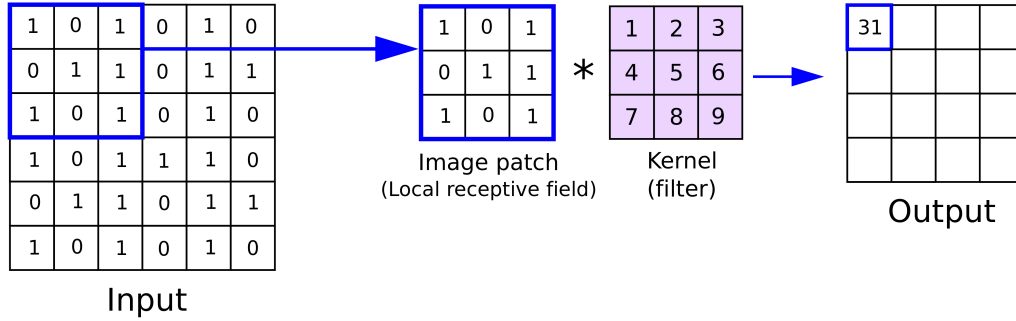 1 0 1 0 1 0
0 1 1 0 1 1
1 0 1 0 1 0
1 0 1 1 1 0
0 1 1 0 1 1
1 0 1 0 1 0
Input
1 0 1
0 1 1
1 0 1
Image patch
(Local receptive field)
*
1 2 3
4 5 6
7 8 9
Kernel
(filter)
31
Output